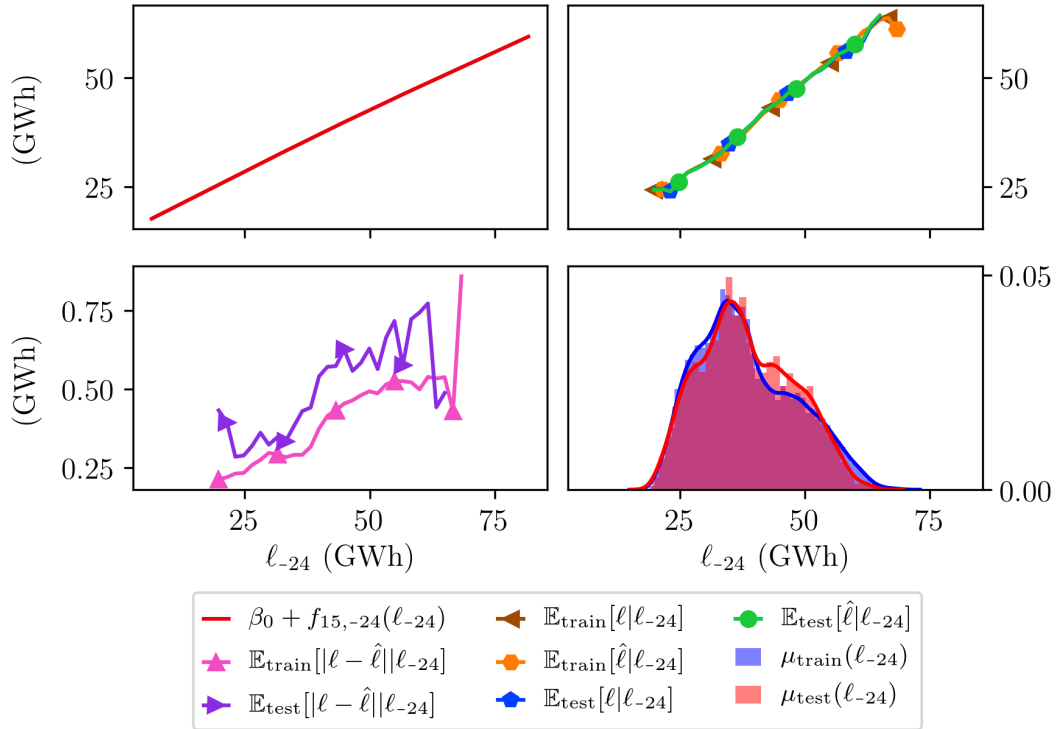 (GWh)
50
25
50
25
(GWh)
0.75
0.50
0.25
0.05
0.00
25 50 75
25 50 75
ℓ₋₂₄ (GWh)
ℓ₋₂₄ (GWh)
β₀ + f₁₅,₋₂₄(ℓ₋₂₄)
𝔼train[|ℓ − ℓ̂||ℓ₋₂₄]
𝔼test[|ℓ − ℓ̂||ℓ₋₂₄]
𝔼train[ℓ|ℓ₋₂₄]
𝔼train[ℓ̂|ℓ₋₂₄]
𝔼test[ℓ|ℓ₋₂₄]
𝔼test[ℓ̂|ℓ₋₂₄]
μtrain(ℓ₋₂₄)
μtest(ℓ₋₂₄)